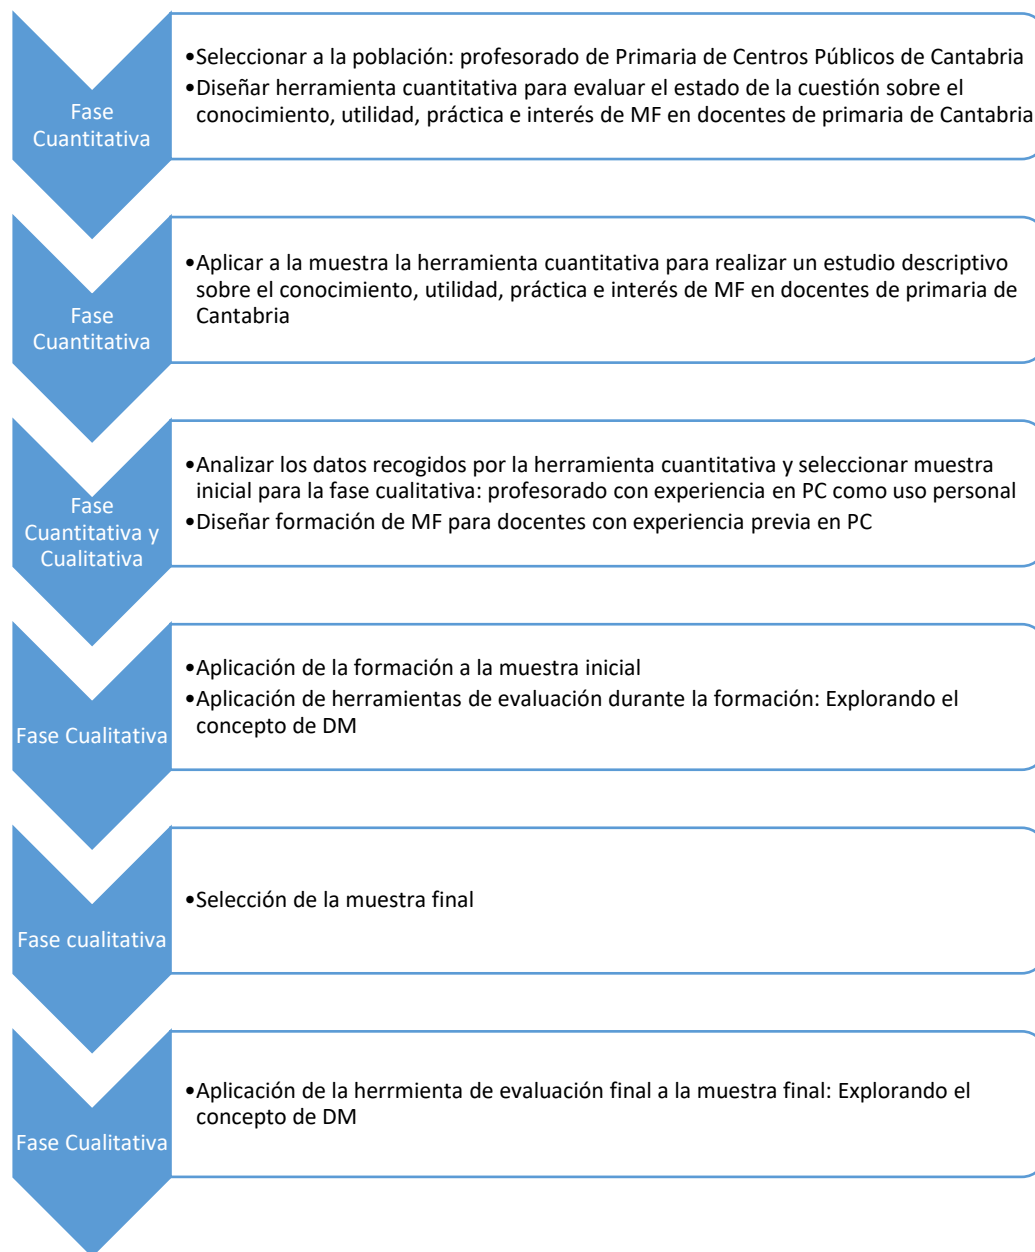 Fase
Cuantitativa
•Seleccionar a la población: profesorado de Primaria de Centros Públicos de Cantabria
•Diseñar herramienta cuantitativa para evaluar el estado de la cuestión sobre el
conocimiento, utilidad, práctica e interés de MF en docentes de primaria de Cantabria
Fase
Cuantitativa
•Aplicar a la muestra la herramienta cuantitativa para realizar un estudio descriptivo
sobre el conocimiento, utilidad, práctica e interés de MF en docentes de primaria de
Cantabria
Fase
Cuantitativa y
Cualitativa
•Analizar los datos recogidos por la herramienta cuantitativa y seleccionar muestra
inicial para la fase cualitativa: profesorado con experiencia en PC como uso personal
•Diseñar formación de MF para docentes con experiencia previa en PC
Fase Cualitativa
•Aplicación de la formación a la muestra inicial
•Aplicación de herramientas de evaluación durante la formación: Explorando el
concepto de DM
Fase cualitativa
•Selección de la muestra final
Fase Cualitativa
•Aplicación de la herrmienta de evaluación final a la muestra final: Explorando el
concepto de DM